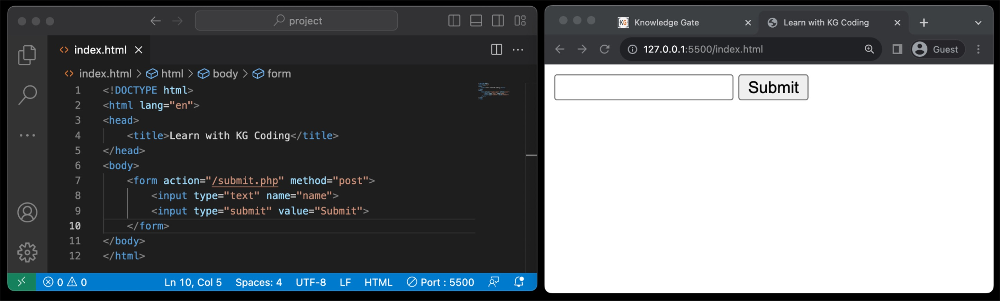 project
index.html
index.html > html > body > form
1 <!DOCTYPE html>
2 <html lang="en">
3 <head>
4 <title>Learn with KG Coding</title>
5 </head>
6 <body>
7 <form action="/submit.php" method="post">
8 <input type="text" name="name">
9 <input type="submit" value="Submit">
10 </form>
11 </body>
12 </html>
0 0 Ln 10, Col 5 Spaces: 4 UTF-8 LF HTML Port : 5500
KG Knowledge Gate Learn with KG Coding
127.0.0.1:5500/index.html Guest
Submit